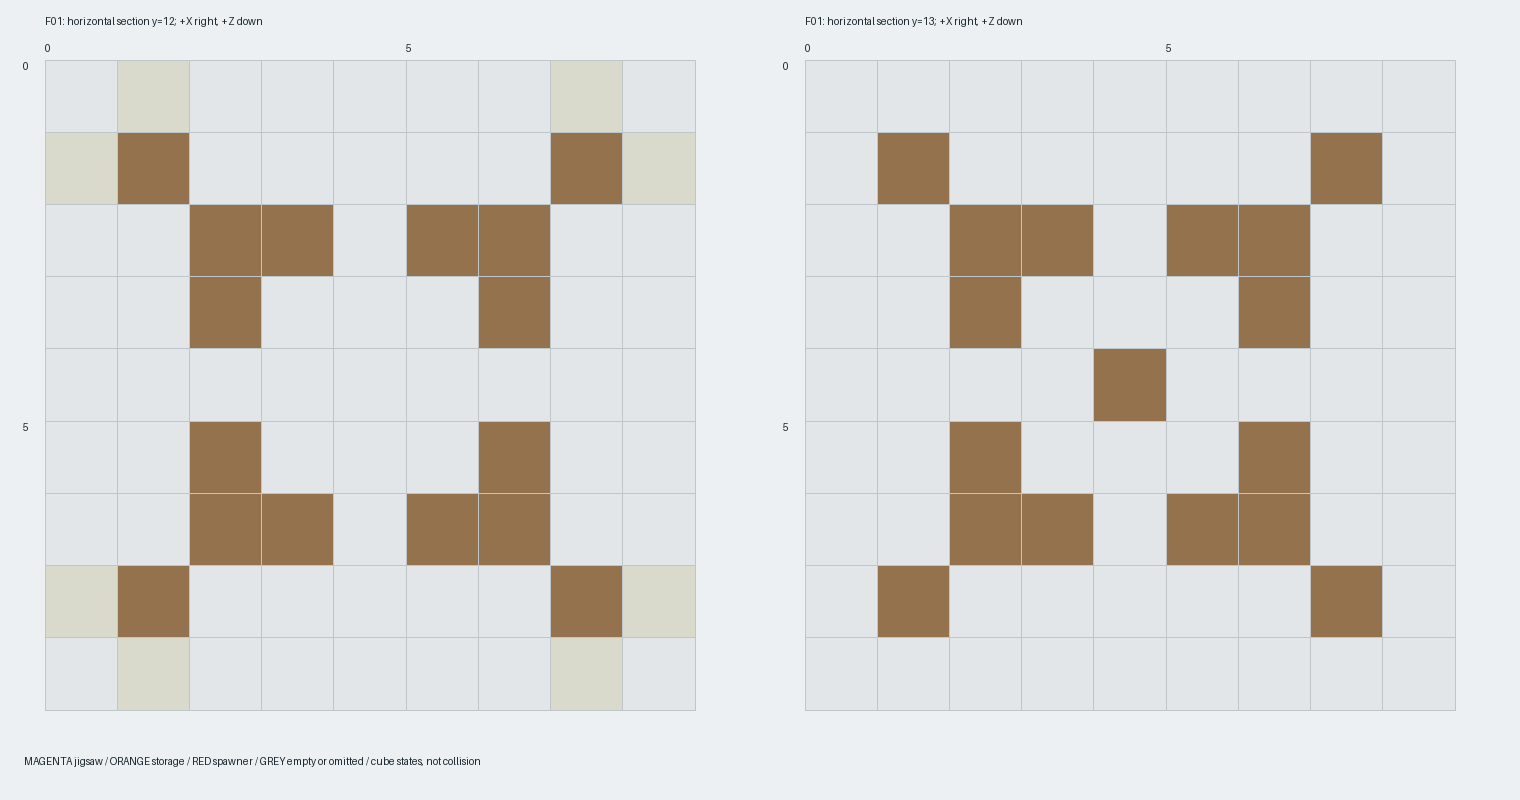 F01: horizontal section y=12; +X right, +Z down
F01: horizontal section y=13; +X right, +Z down
0 5
0 5
0
0
5
5
MAGENTA jigsaw / ORANGE storage / RED spawner / GREY empty or omitted / cube states, not collision